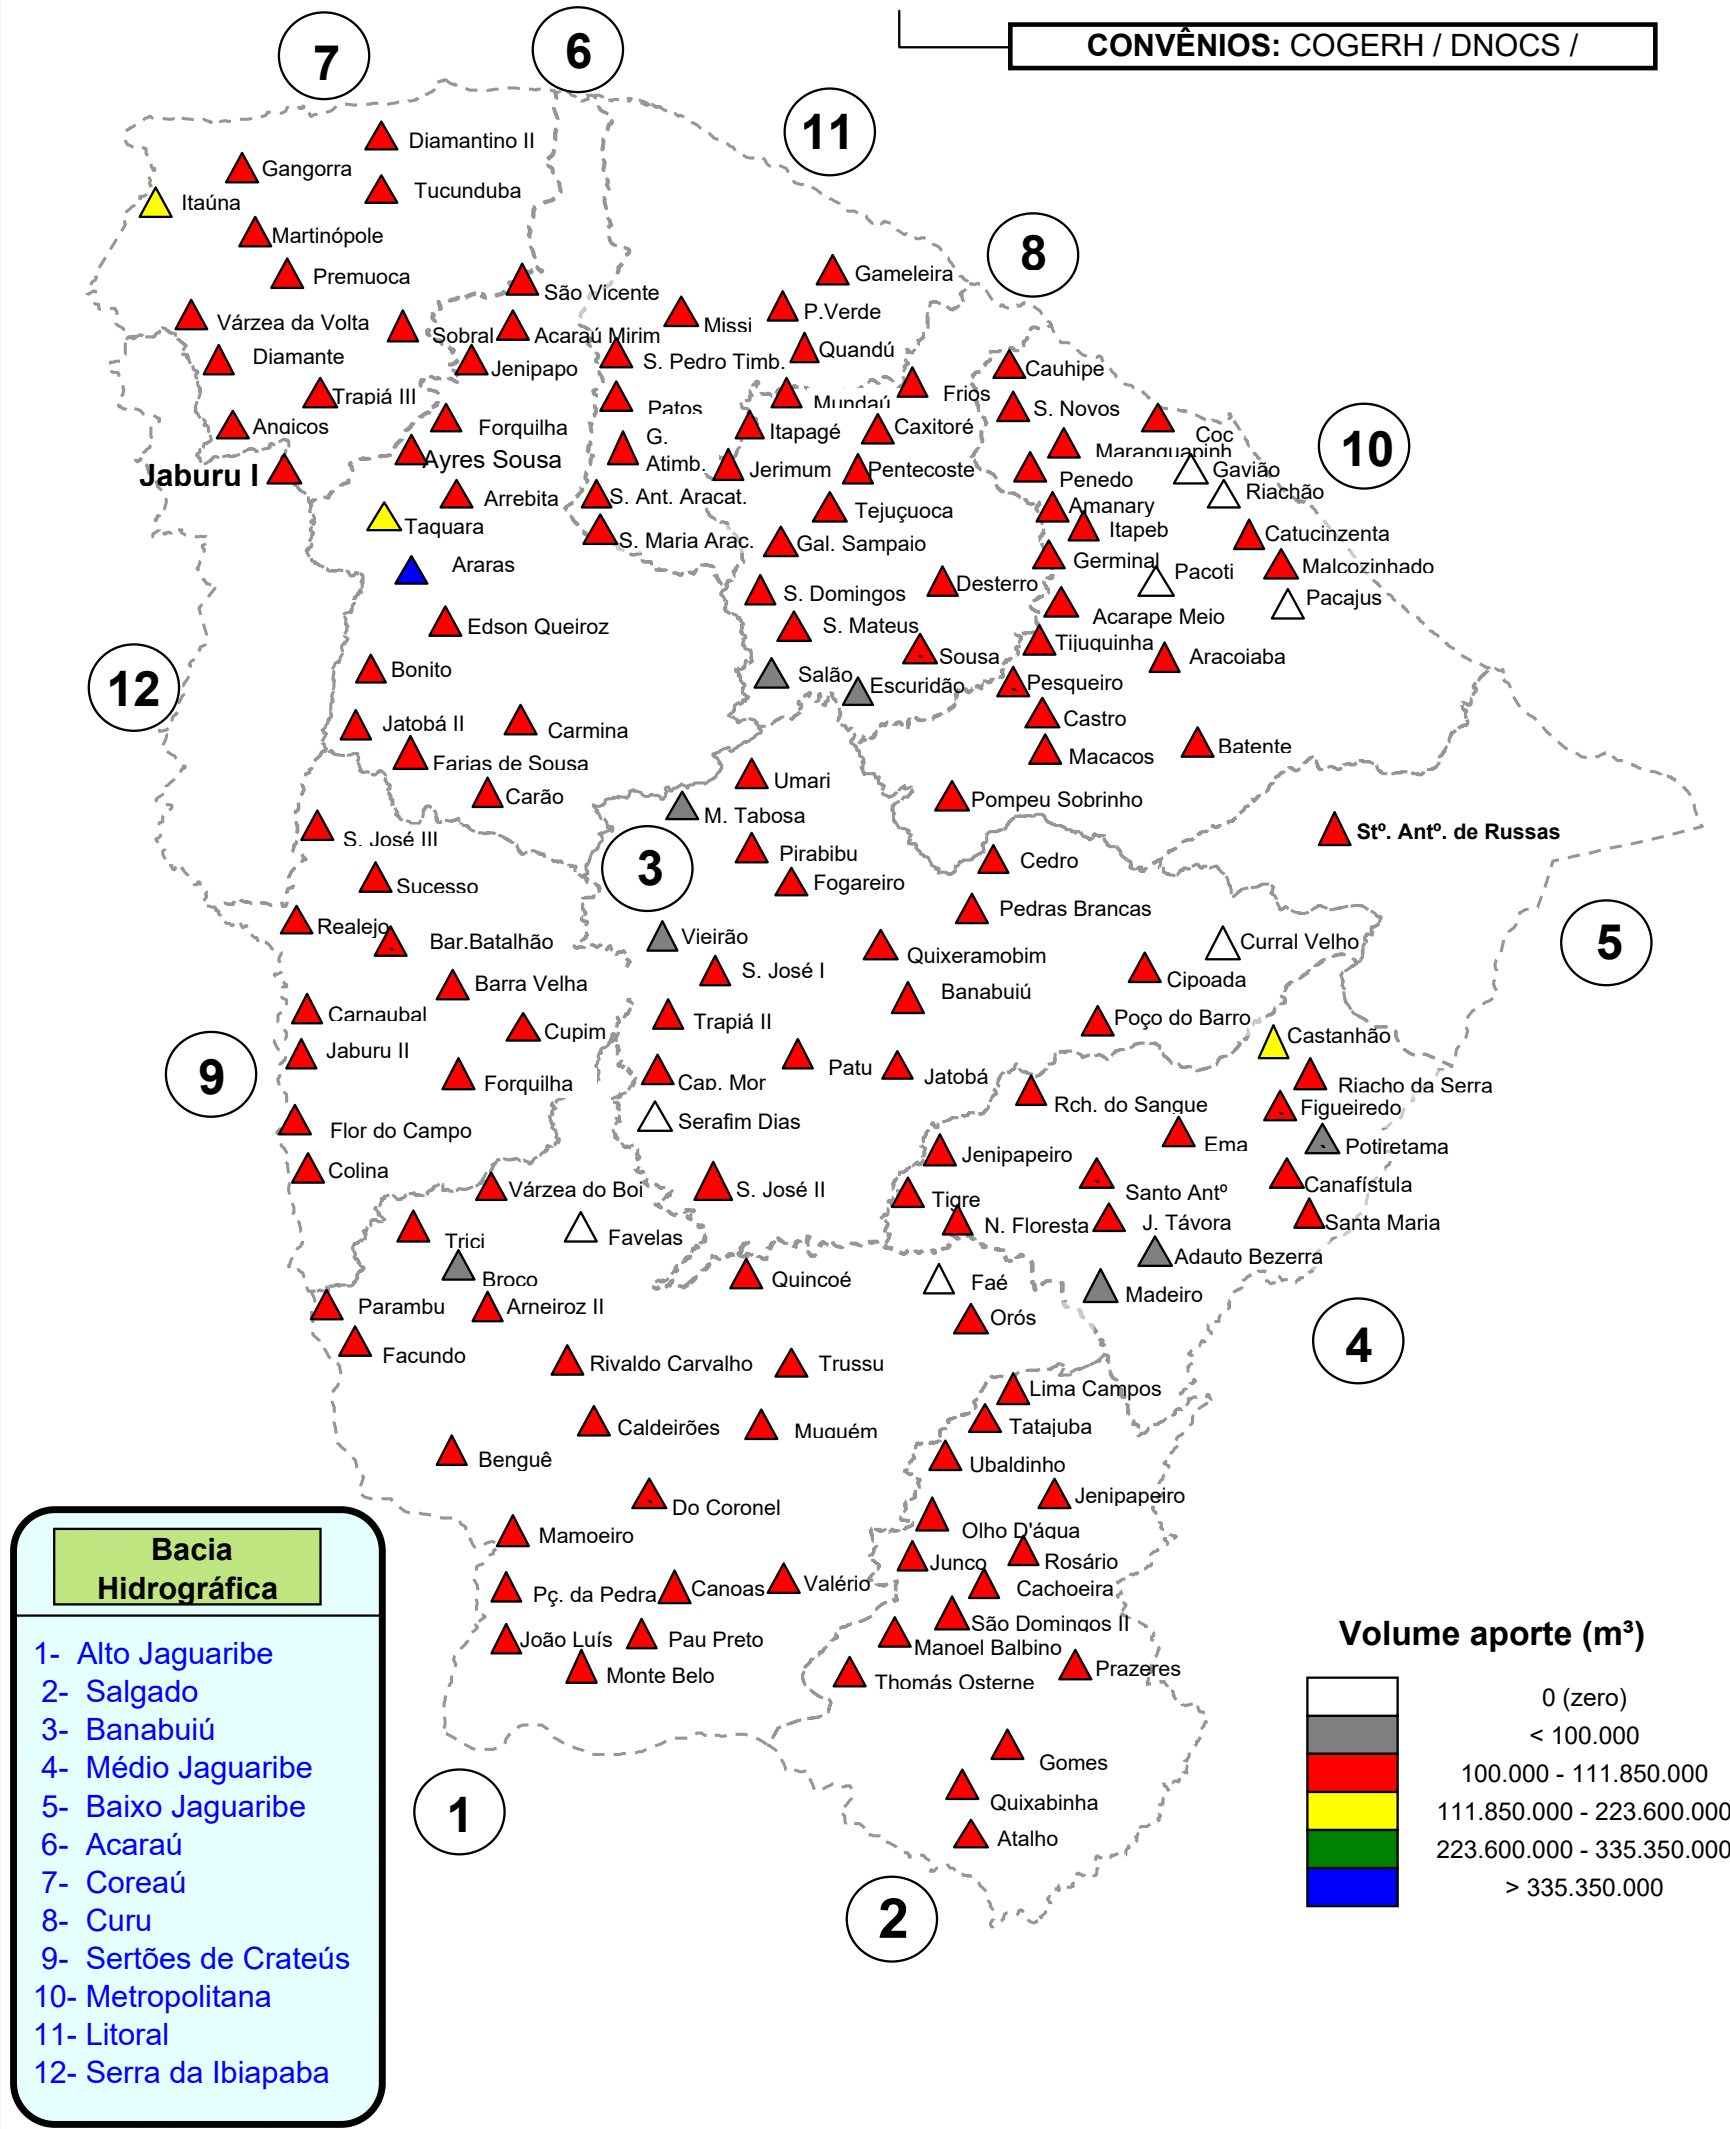 7
6
CONVÊNIOS: COGERH / DNOCS /
11
Diamantino II
Gangorra
Tucunduba
Itaúna
Martinópole
Premuoca
8
Gameleira
São Vicente
P.Verde
Várzea da Volta
Sobral
Acaraú Mirim
Missi
Quandú
Diamante
Jenipapo
S. Pedro Timb.
Cauhipe
Trapiá III
Patos
Mundaú
Frios
S. Novos
Angicos
Forquilha
G.
Atimb.
Itapagé
Caxitoré
Coc
Maranguapinh
10
Jaburu I
Ayres Sousa
Jerimum
Pentecoste
Penedo
Gavião
Riachão
Arrebita
S. Ant. Aracat.
Tejuçuoca
Amanary
Taquara
S. Maria Arac.
Gal. Sampaio
Itapeb
Catucinzenta
Araras
Germinal
Pacoti
Malcozinhado
S. Domingos
Desterro
Pacajus
Edson Queiroz
S. Mateus
Acarape Meio
Tijuquinha
12
Bonito
Sousa
Aracoiaba
Salão
Escuridão
Pesqueiro
Jatobá II
Carmina
Castro
Farias de Sousa
Macacos
Batente
Carão
Umari
Pompeu Sobrinho
M. Tabosa
S. José III
Stº. Antº. de Russas
3
Pirabibu
Cedro
Sucesso
Fogareiro
Realejo
Pedras Brancas
5
Bar.Batalhão
Vieirão
Quixeramobim
Curral Velho
Barra Velha
S. José I
Cipoada
Carnaubal
Banabuiú
Cupim
Trapiá II
Poço do Barro
Castanhão
9
Jaburu II
Patu
Jatobá
Forquilha
Cap. Mor
Riacho da Serra
Rch. do Sangue
Figueiredo
Flor do Campo
Serafim Dias
Ema
Potiretama
Colina
Jenipapeiro
Várzea do Boi
S. José II
Tigre
Santo Antº
Canafístula
Trici
Favelas
N. Floresta
J. Távora
Santa Maria
Broco
Quincoé
Faé
Adauto Bezerra
Parambu
Arneiroz II
Madeiro
Orós
4
Facundo
Rivaldo Carvalho
Trussu
Lima Campos
Caldeirões
Muquém
Tatajuba
Benguê
Ubaldinho
Do Coronel
Jenipapeiro
Mamoeiro
Olho D'água
Junco
Rosário
Pç. da Pedra
Canoas
Valério
Cachoeira
São Domingos II
João Luís
Pau Preto
Manoel Balbino
Monte Belo
Thomás Osterne
Prazeres
Gomes
1
Quixabinha
Atalho
2
Bacia
Hidrográfica
1- Alto Jaguaribe
2- Salgado
3- Banabuiú
4- Médio Jaguaribe
5- Baixo Jaguaribe
6- Acaraú
7- Coreaú
8- Curu
9- Sertões de Crateús
10- Metropolitana
11- Litoral
12- Serra da Ibiapaba
Volume aporte (m³)
0 (zero)
< 100.000
100.000 - 111.850.000
111.850.000 - 223.600.000
223.600.000 - 335.350.000
> 335.350.000